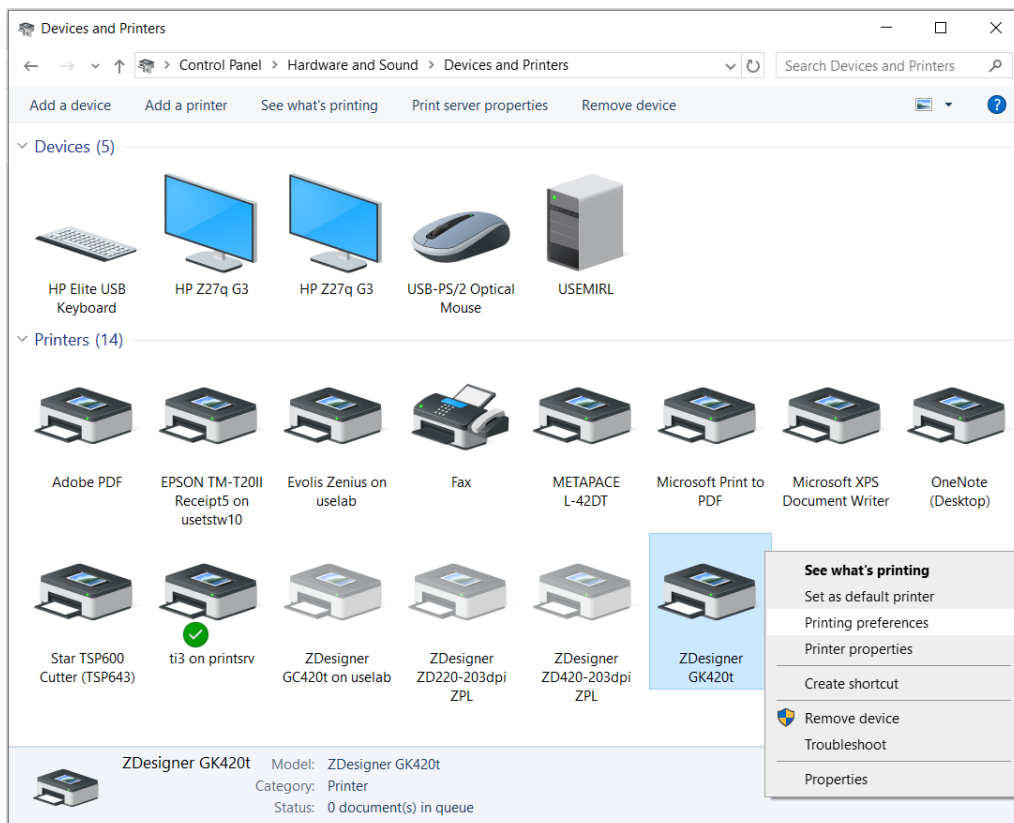 Devices and Printers
Control Panel > Hardware and Sound > Devices and Printers
Search Devices and Printers
Add a device Add a printer See what's printing Print server properties Remove device
?
Devices (5)
HP Elite USB Keyboard
HP Z27q G3
HP Z27q G3
USB-PS/2 Optical Mouse
USEMIRL
Printers (14)
Adobe PDF
EPSON TM-T20II Receipt5 on usetstw10
Evolis Zenius on uselab
Fax
METAPACE L-42DT
Microsoft Print to PDF
Microsoft XPS Document Writer
OneNote (Desktop)
Star TSP600 Cutter (TSP643)
ti3 on printsrv
ZDesigner GC420t on uselab
ZDesigner ZD220-203dpi ZPL
ZDesigner ZD420-203dpi ZPL
ZDesigner GK420t
See what's printing
Set as default printer
Printing preferences
Printer properties
Create shortcut
Remove device
Troubleshoot
Properties
ZDesigner GK420t Model: ZDesigner GK420t
Category: Printer
Status: 0 document(s) in queue